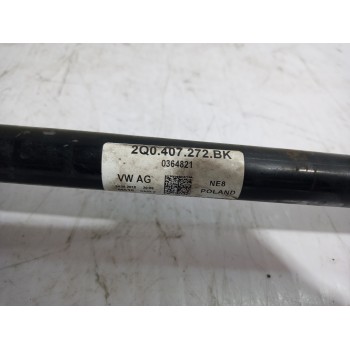 2Q0.407.272.BK
0364821
VW AG
NE8
POLAND